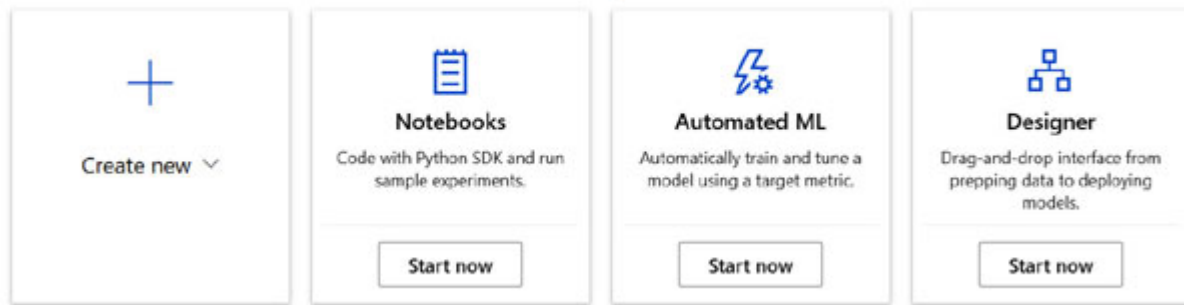 Create new
Notebooks
Code with Python SDK and run
sample experiments.
Start now
Automated ML
Automatically train and tune a
model using a target metric.
Start now
Designer
Drag-and-drop interface from
prepping data to deploying
models.
Start now